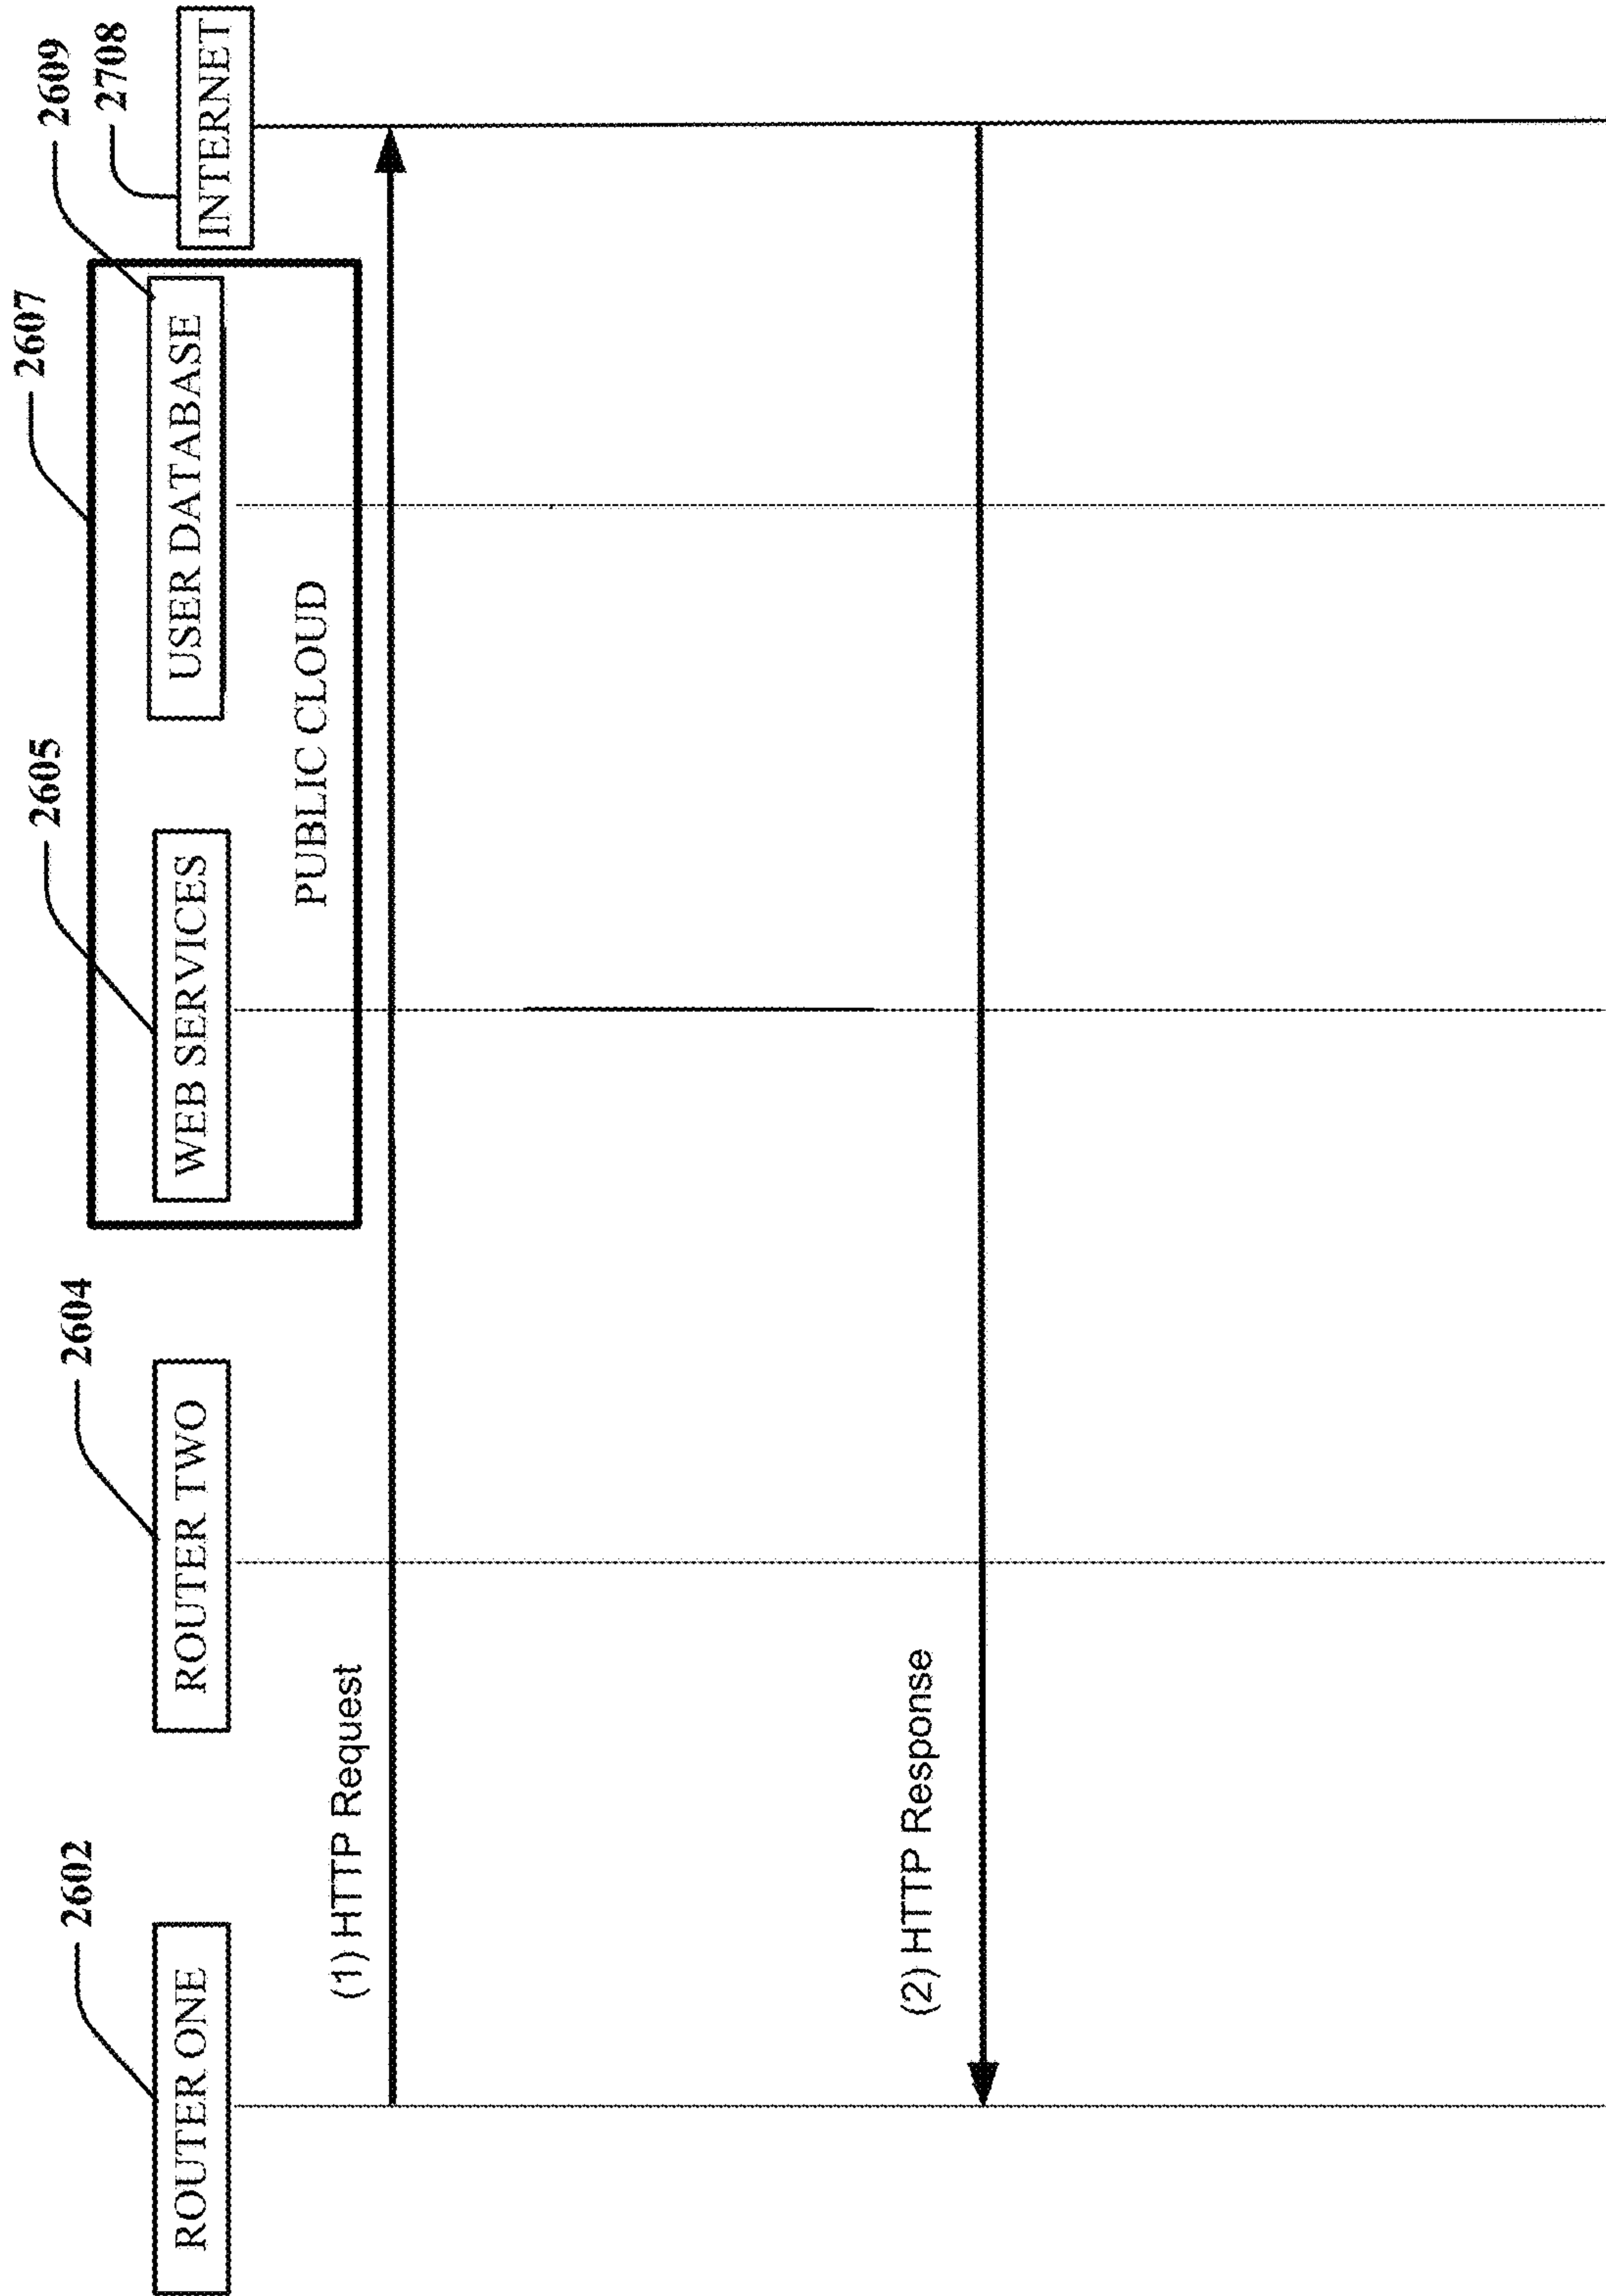 2602
2604
2605
2607
2609
2708
ROUTER ONE
ROUTER TWO
WEB SERVICES
USER DATABASE
INTERNET
PUBLIC CLOUD
(1) HTTP Request
(2) HTTP Response